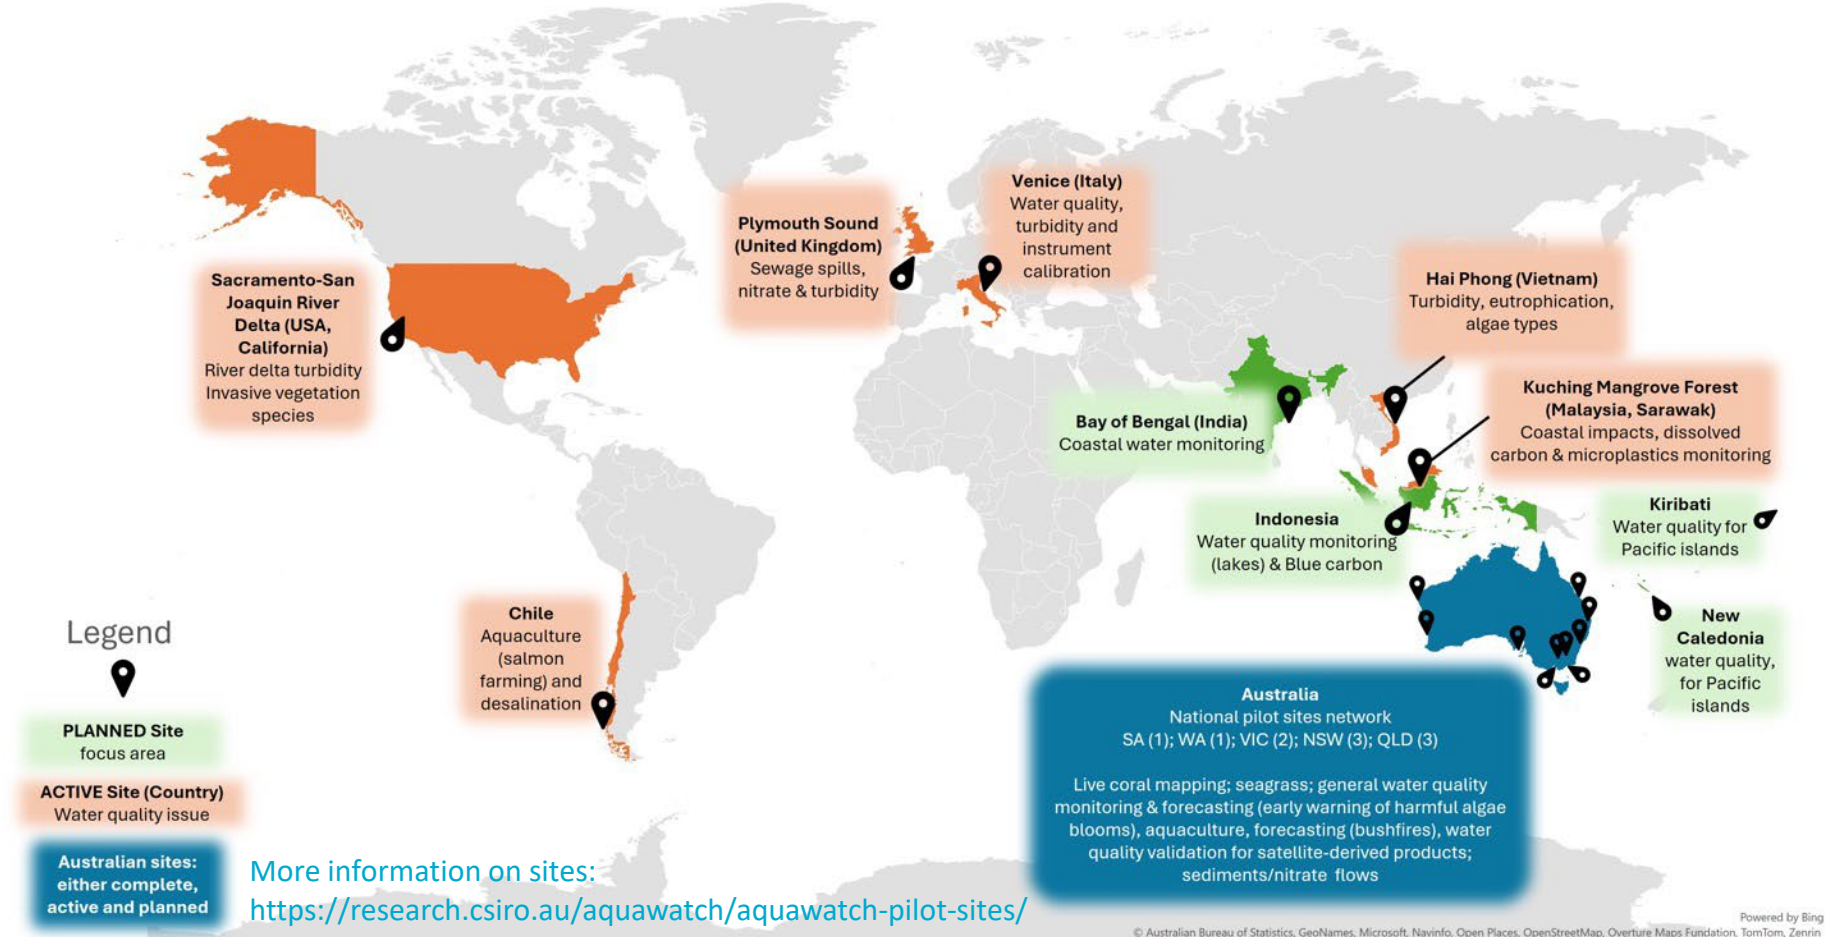 Venice (Italy)
Water quality,
turbidity and
instrument
calibration
Plymouth Sound
(United Kingdom)
Sewage spills,
nitrate & turbidity
Sacramento-San
Joaquin River
Delta (USA,
California)
River delta turbidity
Invasive vegetation
species
Hai Phong (Vietnam)
Turbidity, eutrophication,
algae types
Kuching Mangrove Forest
(Malaysia, Sarawak)
Coastal impacts, dissolved
carbon & microplastics monitoring
Bay of Bengal (India)
Coastal water monitoring
Indonesia
Water quality monitoring
(lakes) & Blue carbon
Kiribati
Water quality for
Pacific islands
New
Caledonia
water quality,
for Pacific
islands
Chile
Aquaculture
(salmon
farming) and
desalination
Australia
National pilot sites network
SA (1); WA (1); VIC (2); NSW (3); QLD (3)
Live coral mapping; seagrass; general water quality
monitoring & forecasting (early warning of harmful algae
blooms), aquaculture, forecasting (bushfires), water
quality validation for satellite-derived products;
sediments/nitrate flows
Legend
PLANNED Site
focus area
ACTIVE Site (Country)
Water quality issue
Australian sites:
either complete,
active and planned
More information on sites:
https://research.csiro.au/aquawatch/aquawatch-pilot-sites/
Powered by Bing
© Australian Bureau of Statistics, GeoNames, Microsoft, Navinfo, Open Places, OpenStreetMap, Overture Maps Fundation, TomTom, Zenrin